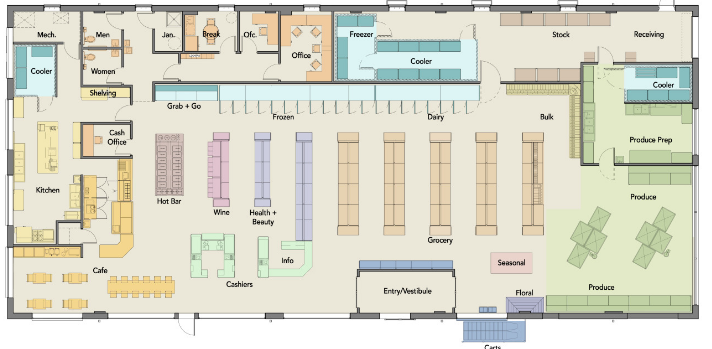 Mech.
Men
Jan.
Break
Ofc.
Office
Freezer
Cooler
Stock
Receiving
Cooler
Women
Shelving
Grab + Go
Frozen
Dairy
Bulk
Cooler
Cash
Office
Produce Prep
Kitchen
Hot Bar
Wine
Health +
Beauty
Grocery
Produce
Cafe
Cashiers
Info
Seasonal
Entry/Vestibule
Floral
Produce
Carts